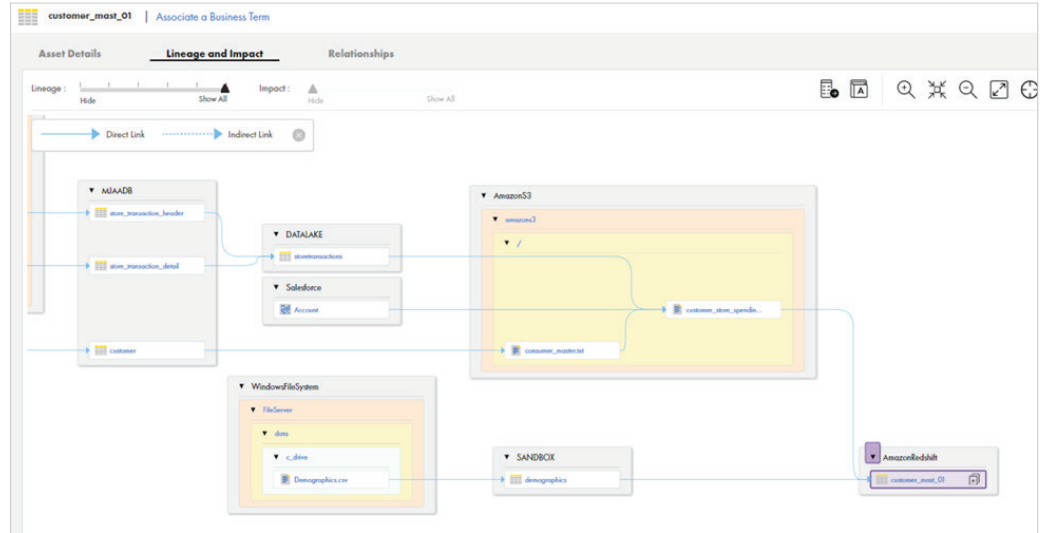 customer_mast_01 | Associate a Business Term
Asset Details Lineage and Impact Relationships
Lineage : Hide Show All Impact : Hide Show All
A
Direct Link Indirect Link
MJAADB
store_transaction_header
store_transaction_detail
customer
DATALAKE
storetransactions
Salesforce
Account
AmazonS3
amazons3
/
customer_store_spendin...
consumer_master.txt
WindowsFileSystem
FileServer
data
c_drive
Demographics.csv
SANDBOX
demographics
AmazonRedshift
customer_mast_01